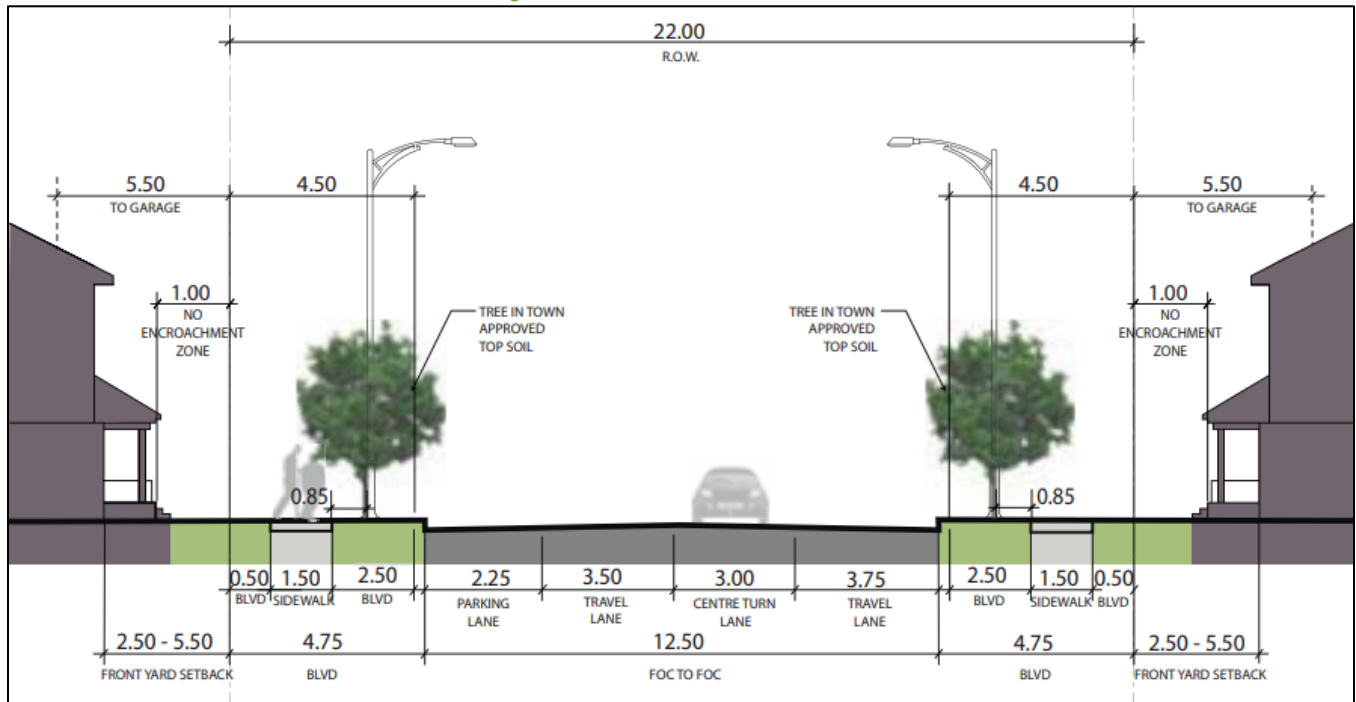 22.00
R.O.W.
5.50
TO GARAGE
4.50
4.50
5.50
TO GARAGE
1.00
NO
ENCROACHMENT
ZONE
TREE IN TOWN
APPROVED
TOP SOIL
TREE IN TOWN
APPROVED
TOP SOIL
1.00
NO
ENCROACHMENT
ZONE
0.85
0.85
0.50
BLVD
1.50
SIDEWALK
2.50
BLVD
2.25
PARKING
LANE
3.50
TRAVEL
LANE
3.00
CENTRE TURN
LANE
3.75
TRAVEL
LANE
2.50
BLVD
1.50
SIDEWALK
0.50
BLVD
2.50 - 5.50
FRONT YARD SETBACK
4.75
BLVD
12.50
FOC TO FOC
4.75
BLVD
2.50 - 5.50
FRONT YARD SETBACK